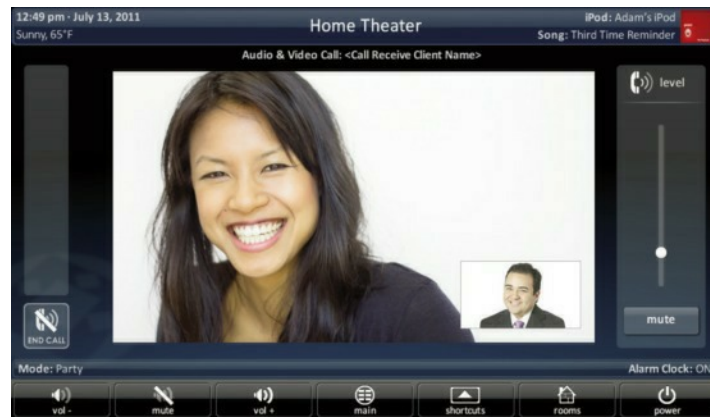 12:49 pm · July 13, 2011
Sunny, 65°F
Home Theater
iPod: Adam's iPod
Song: Third Time Reminder
Audio & Video Call: <Call Receive Client Name>
level
mute
END CALL
Mode: Party
Alarm Clock: ON
vol -
mute
vol +
main
shortcuts
rooms
power